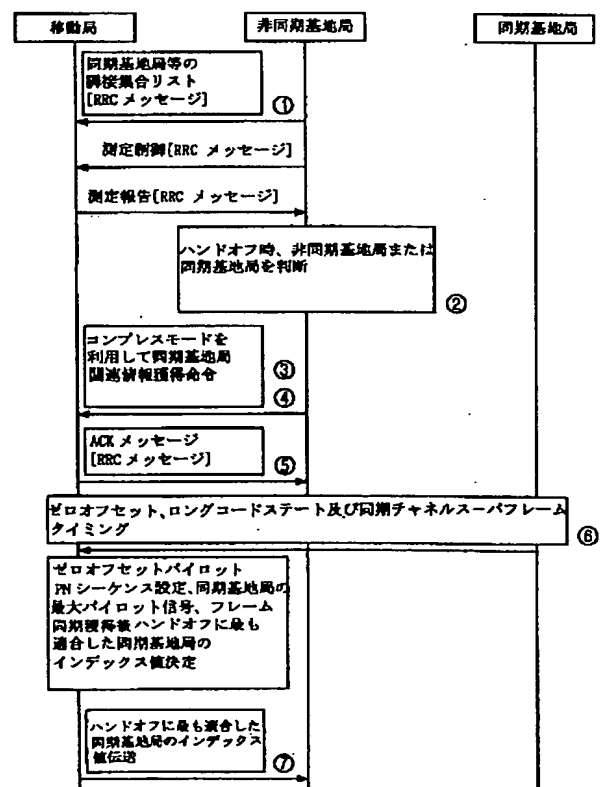 移動局
非同期基地局
同期基地局
同期基地局等の
隣接集合リスト
[RRC メッセージ]
①
測定制御[RRC メッセージ]
測定報告[RRC メッセージ]
ハンドオフ時、非同期基地局または
同期基地局を判断
②
コンプレスモードを
利用して同期基地局
関連情報獲得命令
③
④
ACK メッセージ
[RRC メッセージ]
⑤
ゼロオフセット、ロングコードステート及び同期チャネルスーパフレーム
タイミング
⑥
ゼロオフセットパイロット
PN シーケンス設定、同期基地局の
最大パイロット信号、フレーム
同期獲得後ハンドオフに最も
適合した同期基地局の
インデックス値決定
ハンドオフに最も適合した
同期基地局のインデックス
値伝送
⑦